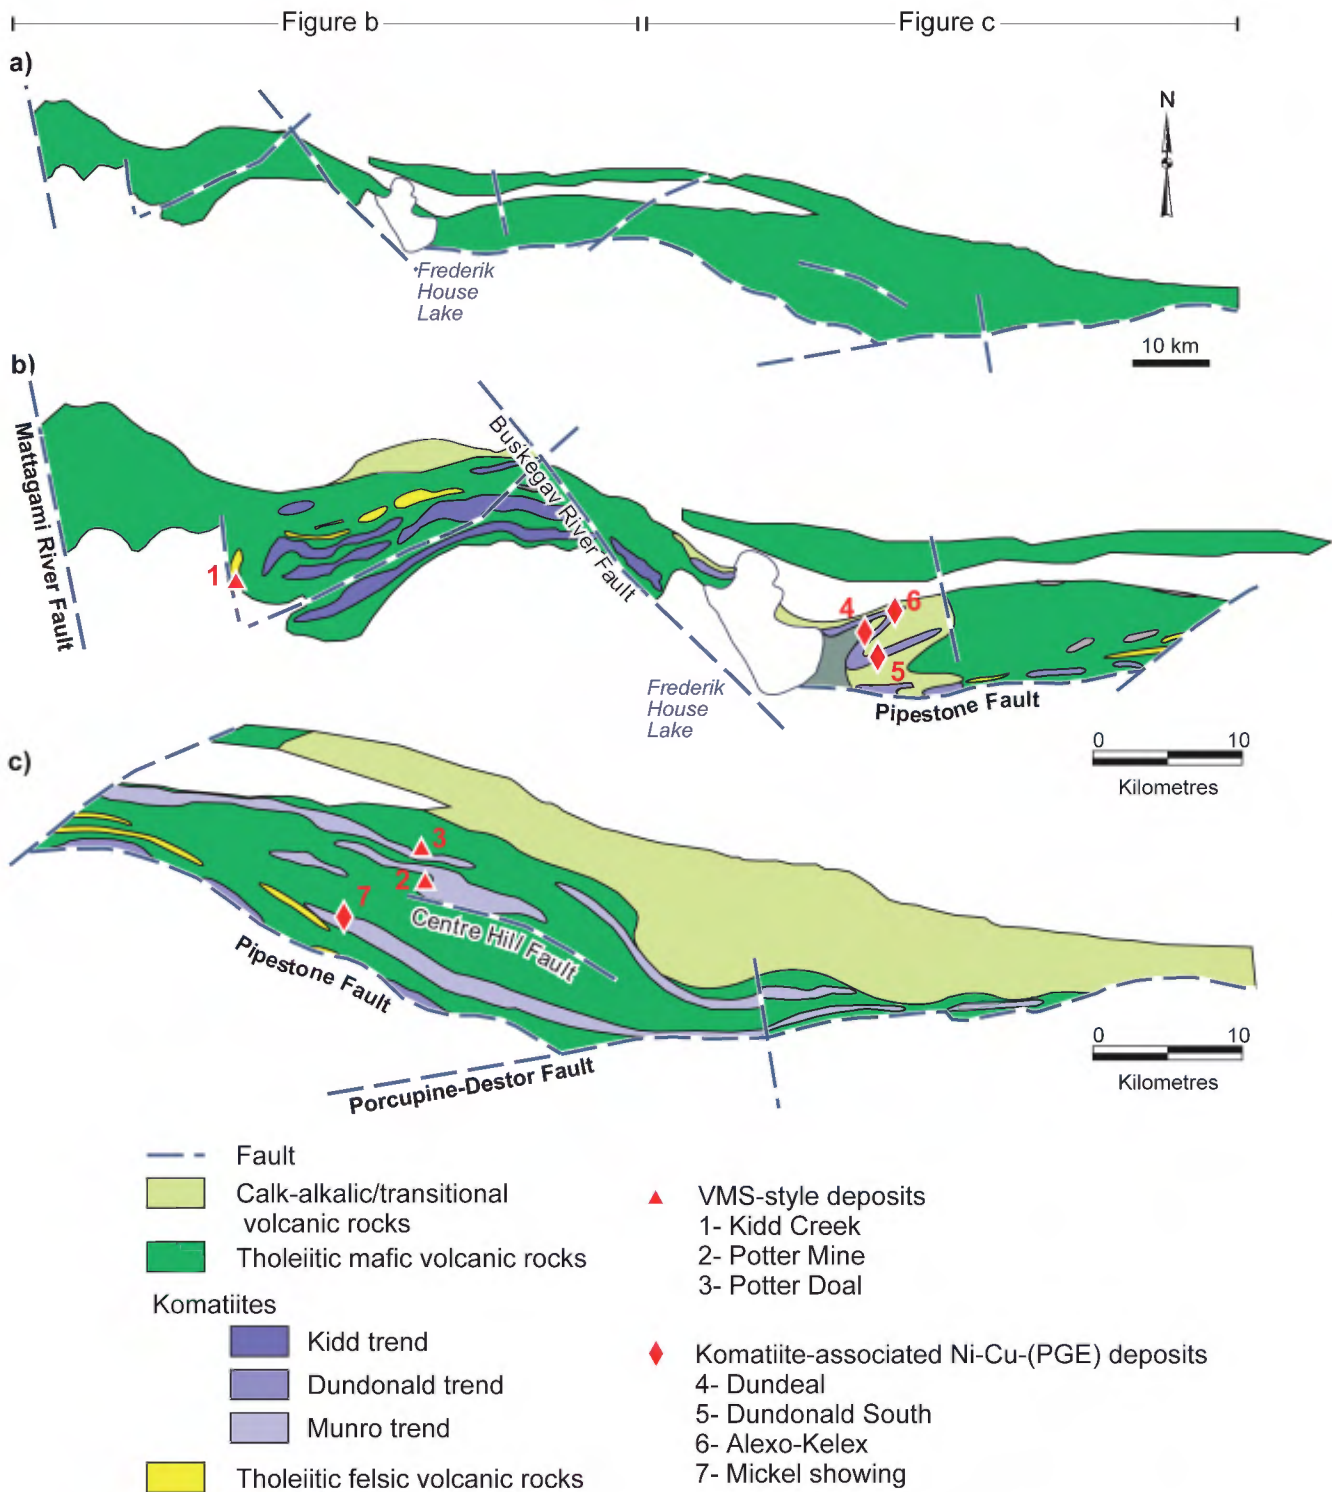 Figure b
Figure c
a)
N
Frederik
House
Lake
10 km
b)
Mattagami River Fault
Buskegav River Fault
1
4
6
5
Frederik
House
Lake
Pipestone Fault
0 10
Kilometres
c)
3
2
7
Centre Hill Fault
Pipestone Fault
Porcupine-Destor Fault
0 10
Kilometres
Fault
Calk-alkalic/transitional
volcanic rocks
Tholeiitic mafic volcanic rocks
Komatiites
Kidd trend
Dundonald trend
Munro trend
Tholeiitic felsic volcanic rocks
VMS-style deposits
1- Kidd Creek
2- Potter Mine
3- Potter Doal
Komatiite-associated Ni-Cu-(PGE) deposits
4- Dundeal
5- Dundonald South
6- Alexo-Kelex
7- Mickel showing